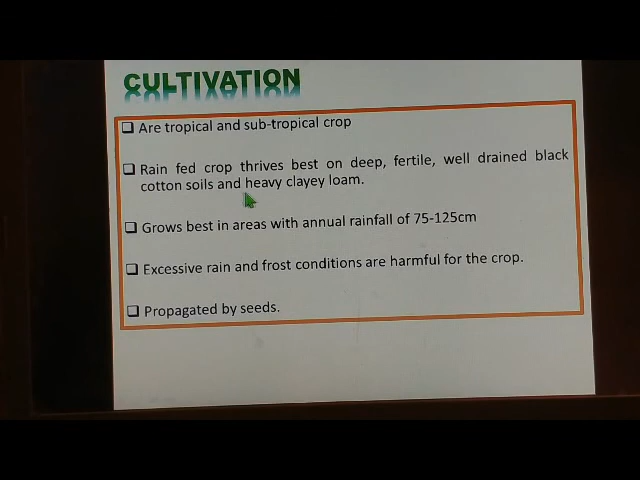 CULTIVATION
❑ Are tropical and sub-tropical crop
❑ Rain fed crop thrives best on deep, fertile, well drained black
cotton soils and heavy clayey loam.
❑ Grows best in areas with annual rainfall of 75-125cm
❑ Excessive rain and frost conditions are harmful for the crop.
❑ Propagated by seeds.